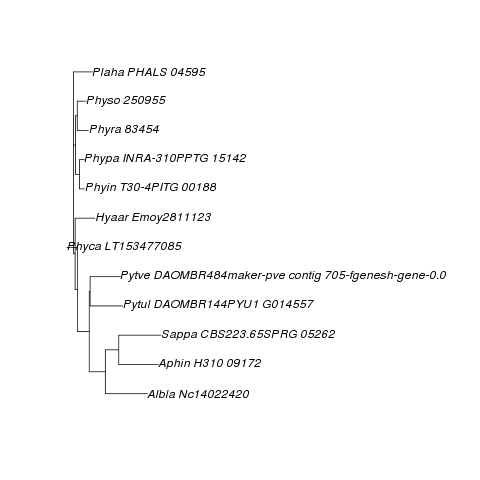 Plaha PHALS 04595
Physo 250955
Phyra 83454
Phypa INRA-310PPTG 15142
Phyin T30-4PITG 00188
Hyaar Emoy2811123
Phyca LT153477085
Pytve DAOMBR484maker-pve contig 705-fgenesh-gene-0.0
Pytul DAOMBR144PYU1 G014557
Sappa CBS223.65SPRG 05262
Aphin H310 09172
Albla Nc14022420